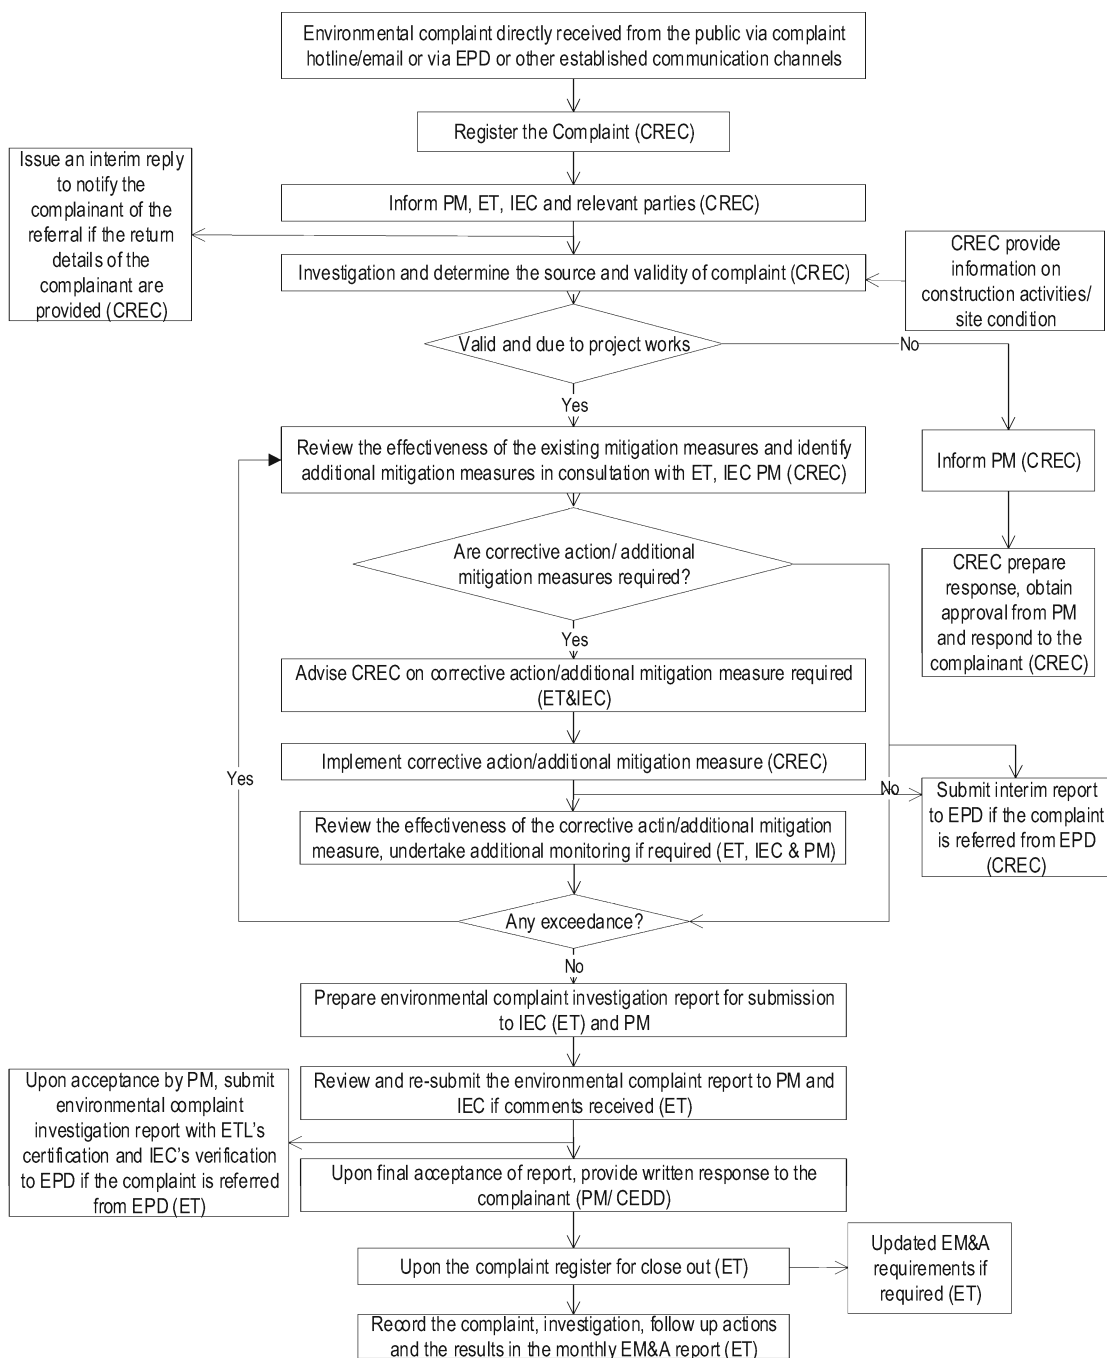 Environmental complaint directly received from the public via complaint
hotline/email or via EPD or other established communication channels
Register the Complaint (CREC)
Issue an interim reply
to notify the
complainant of the
referral if the return
details of the
complainant are
provided (CREC)
Inform PM, ET, IEC and relevant parties (CREC)
Investigation and determine the source and validity of complaint (CREC)
CREC provide
information on
construction activities/
site condition
Valid and due to project works
No
Yes
Review the effectiveness of the existing mitigation measures and identify
additional mitigation measures in consultation with ET, IEC PM (CREC)
Inform PM (CREC)
Are corrective action/ additional
mitigation measures required?
CREC prepare
response, obtain
approval from PM
and respond to the
complainant (CREC)
Yes
Advise CREC on corrective action/additional mitigation measure required
(ET&IEC)
Implement corrective action/additional mitigation measure (CREC)
Yes
No
Submit interim report
to EPD if the complaint
is referred from EPD
(CREC)
Review the effectiveness of the corrective actin/additional mitigation
measure, undertake additional monitoring if required (ET, IEC & PM)
Any exceedance?
No
Prepare environmental complaint investigation report for submission
to IEC (ET) and PM
Review and re-submit the environmental complaint report to PM and
IEC if comments received (ET)
Upon acceptance by PM, submit
environmental complaint
investigation report with ETL's
certification and IEC's verification
to EPD if the complaint is referred
from EPD (ET)
Upon final acceptance of report, provide written response to the
complainant (PM/ CEDD)
Upon the complaint register for close out (ET)
Updated EM&A
requirements if
required (ET)
Record the complaint, investigation, follow up actions
and the results in the monthly EM&A report (ET)